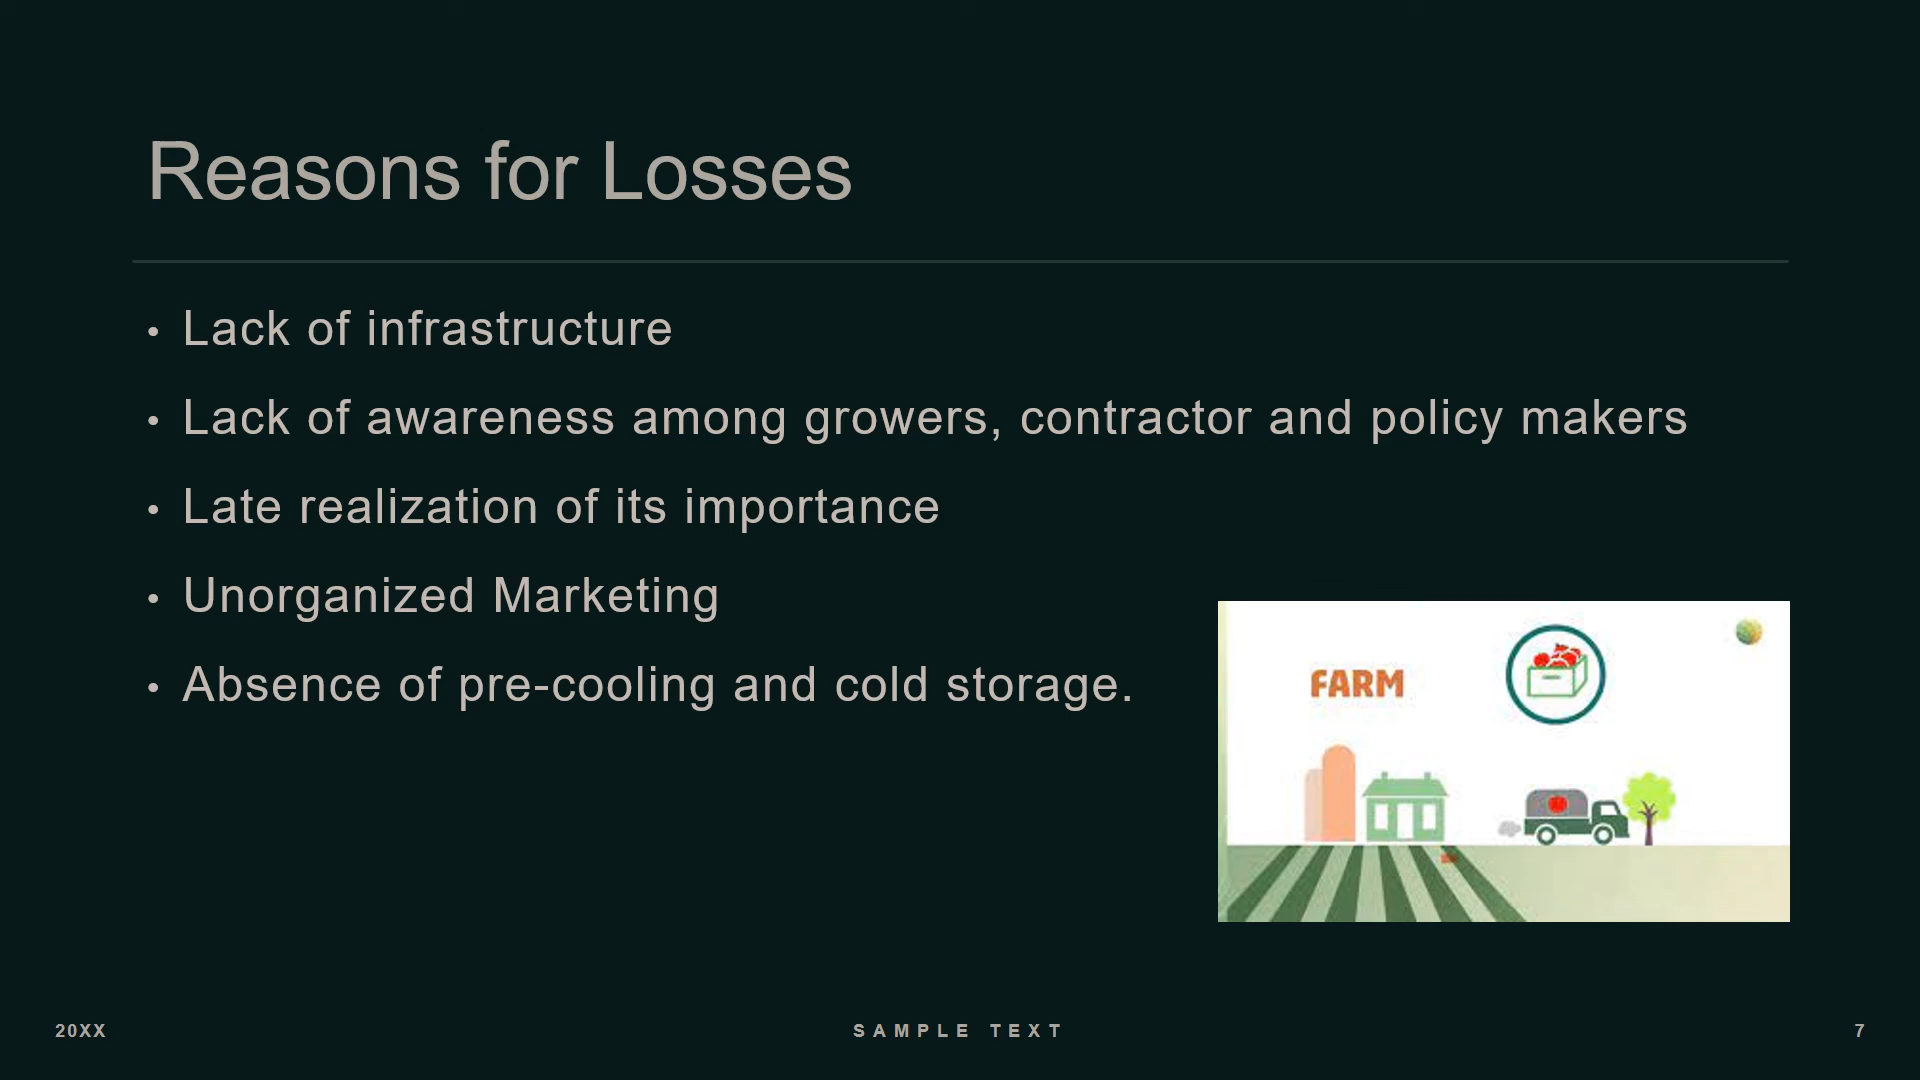 Reasons for Losses
• Lack of infrastructure
• Lack of awareness among growers, contractor and policy makers
• Late realization of its importance
• Unorganized Marketing
• Absence of pre-cooling and cold storage.
FARM
20XX
SAMPLE TEXT
7